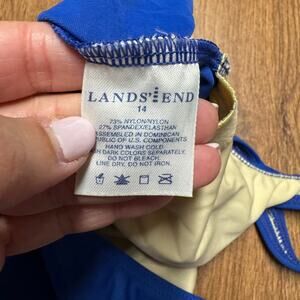 LANDS' END
14
73% NYLON/NYLON
27% SPANDEX/ELASTHAN
ASSEMBLED IN DOMINICAN
REPUBLIC OF U.S. COMPONENTS
HAND WASH COLD
DARK COLORS SEPARATELY.
DO NOT BLEACH.
LINE DRY. DO NOT IRON.